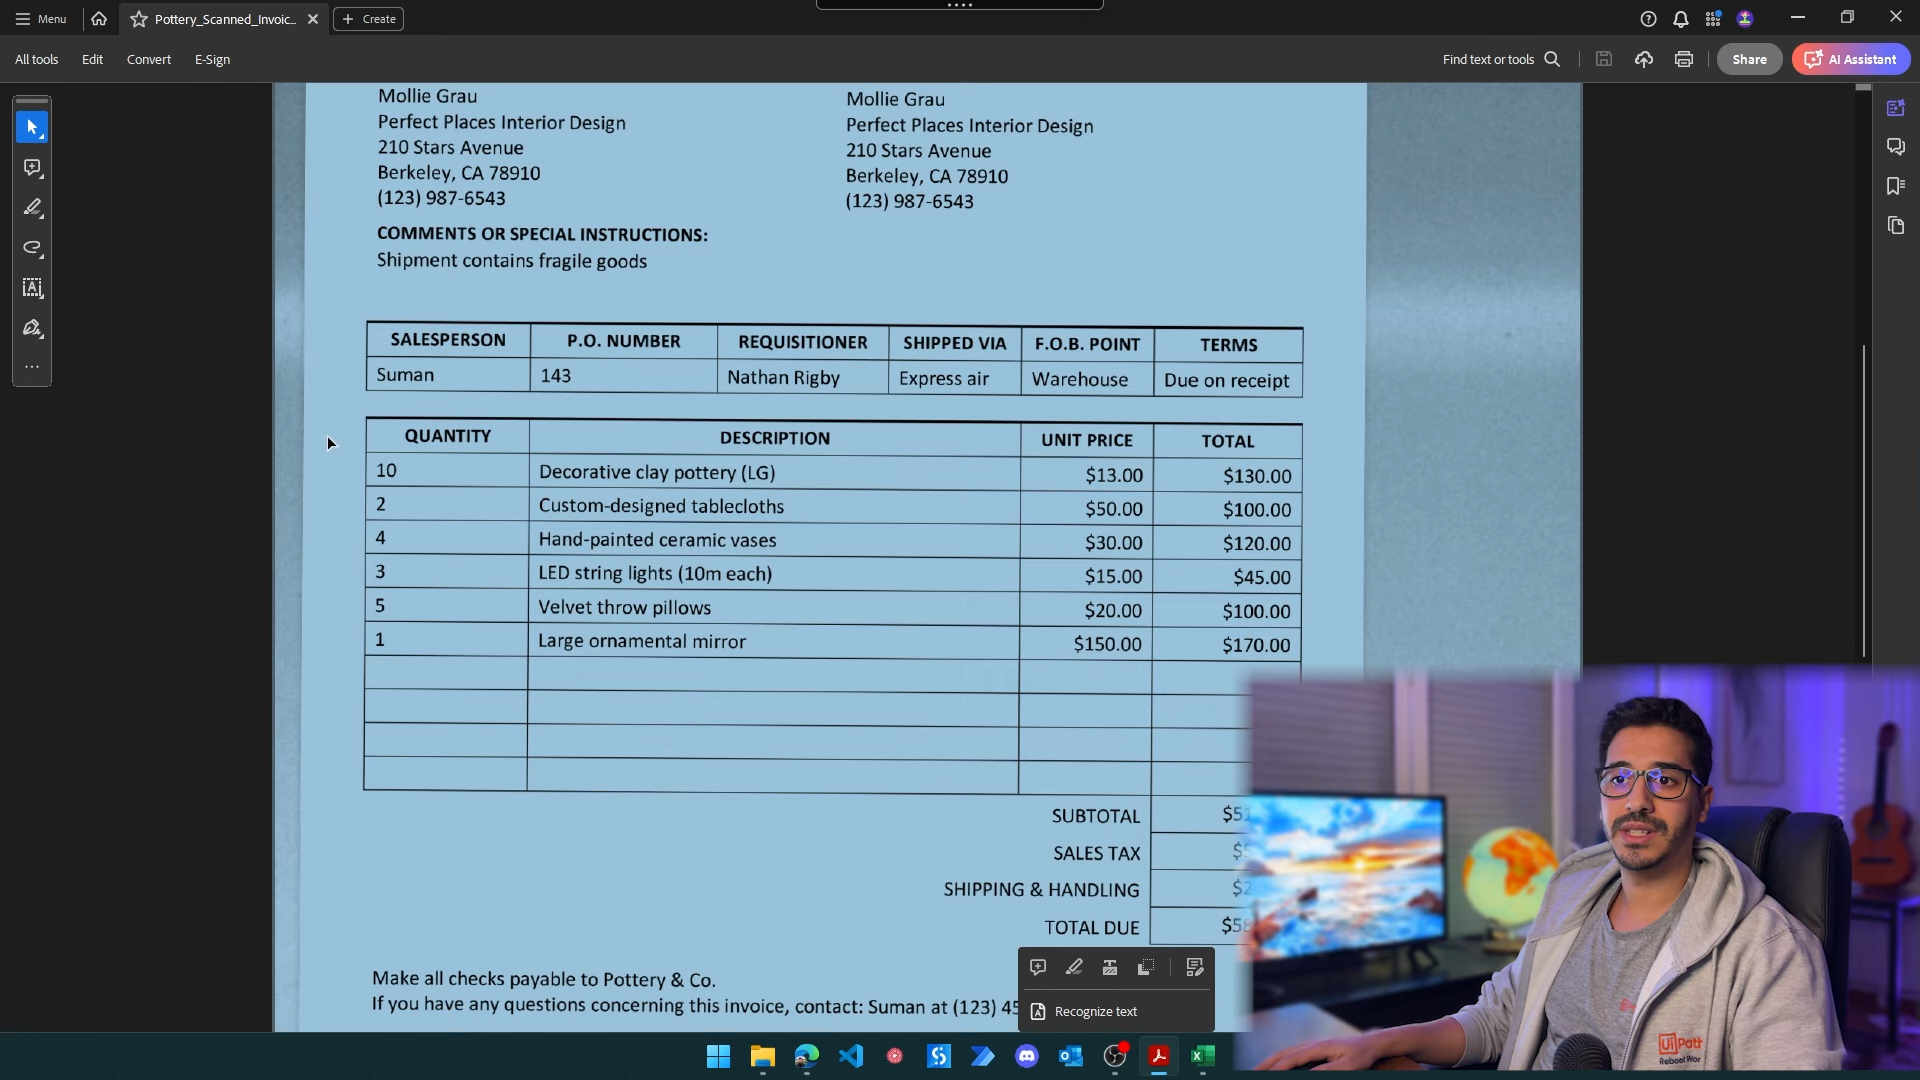 Menu
Pottery_Scanned_Invoic...
Create
All tools
Edit
Convert
E-Sign
Find text or tools
Share
AI Assistant
Mollie Grau
Perfect Places Interior Design
210 Stars Avenue
Berkeley, CA 78910
(123) 987-6543
Mollie Grau
Perfect Places Interior Design
210 Stars Avenue
Berkeley, CA 78910
(123) 987-6543
COMMENTS OR SPECIAL INSTRUCTIONS:
Shipment contains fragile goods
SALESPERSON P.O. NUMBER REQUISITIONER SHIPPED VIA F.O.B. POINT TERMS
Suman 143 Nathan Rigby Express air Warehouse Due on receipt
QUANTITY DESCRIPTION UNIT PRICE TOTAL
10 Decorative clay pottery (LG) $13.00 $130.00
2 Custom-designed tablecloths $50.00 $100.00
4 Hand-painted ceramic vases $30.00 $120.00
3 LED string lights (10m each) $15.00 $45.00
5 Velvet throw pillows $20.00 $100.00
1 Large ornamental mirror $150.00 $170.00
SUBTOTAL
SALES TAX
SHIPPING & HANDLING
TOTAL DUE
Make all checks payable to Pottery & Co.
If you have any questions concerning this invoice, contact: Suman at (123)
Recognize text
UiPath
Reboot Wor